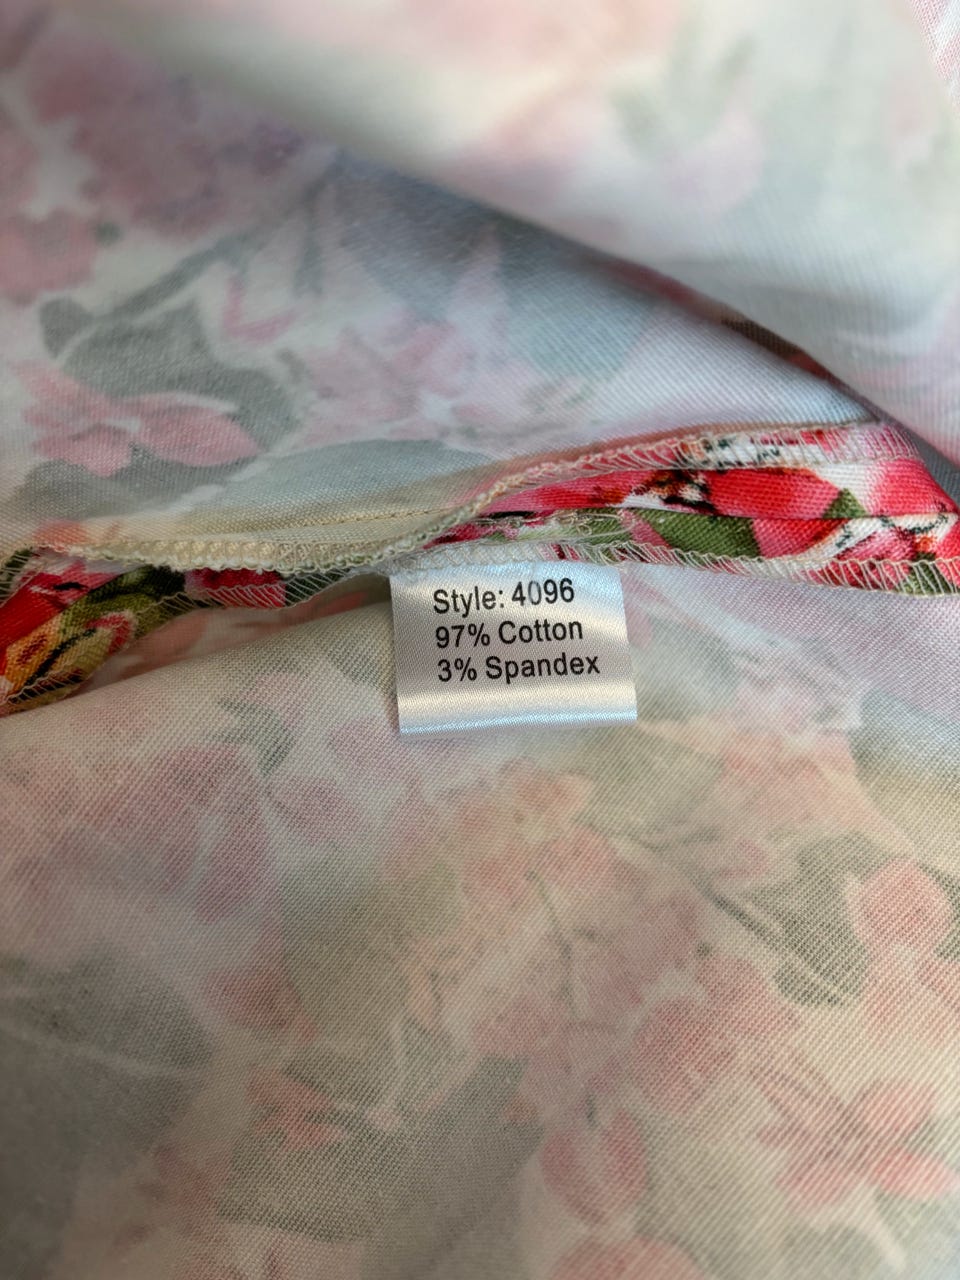 Style: 4096
97% Cotton
3% Spandex